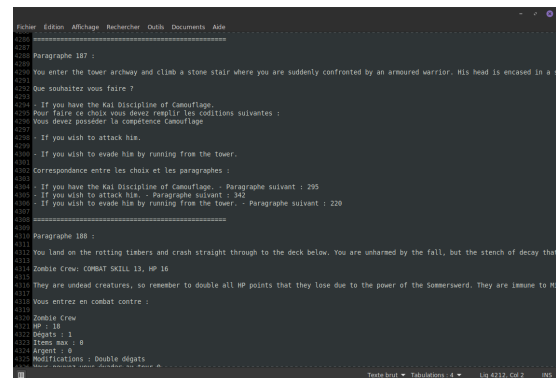 Fichier Édition Affichage Rechercher Outils Documents Aide
4286 ==================================================
4287
4288 Paragraphe 187 :
4289
4290 You enter the tower archway and climb a stone stair where you are suddenly confronted by an armoured warrior. His head is encased in a
4291
4292 Que souhaitez vous faire ?
4293
4294 - If you have the Kai Discipline of Camouflage.
4295 Pour faire ce choix vous devez remplir les coditions suivantes :
4296 Vous devez posséder la compétence Camouflage
4297
4298 - If you wish to attack him.
4299
4300 - If you wish to evade him by running from the tower.
4301
4302 Correspondance entre les choix et les paragraphes :
4303
4304 - If you have the Kai Discipline of Camouflage. - Paragraphe suivant : 295
4305 - If you wish to attack him. - Paragraphe suivant : 342
4306 - If you wish to evade him by running from the tower. - Paragraphe suivant : 220
4307
4308 ==================================================
4309
4310 Paragraphe 188 :
4311
4312 You land on the rotting timbers and crash straight through to the deck below. You are unharmed by the fall, but the stench of decay that
4313
4314 Zombie Crew: COMBAT SKILL 13, HP 16
4315
4316 They are undead creatures, so remember to double all HP points that they lose due to the power of the Sommerswerd. They are immune to
4317
4318 Vous entrez en combat contre :
4319
4320 Zombie Crew
4321 HP : 18
4322 Dégats : 1
4323 Items max : 0
4324 Argent : 0
4325 Modifications : Double dégats
Texte brut Tabulations : 4 Lig 4212, Col 2 INS